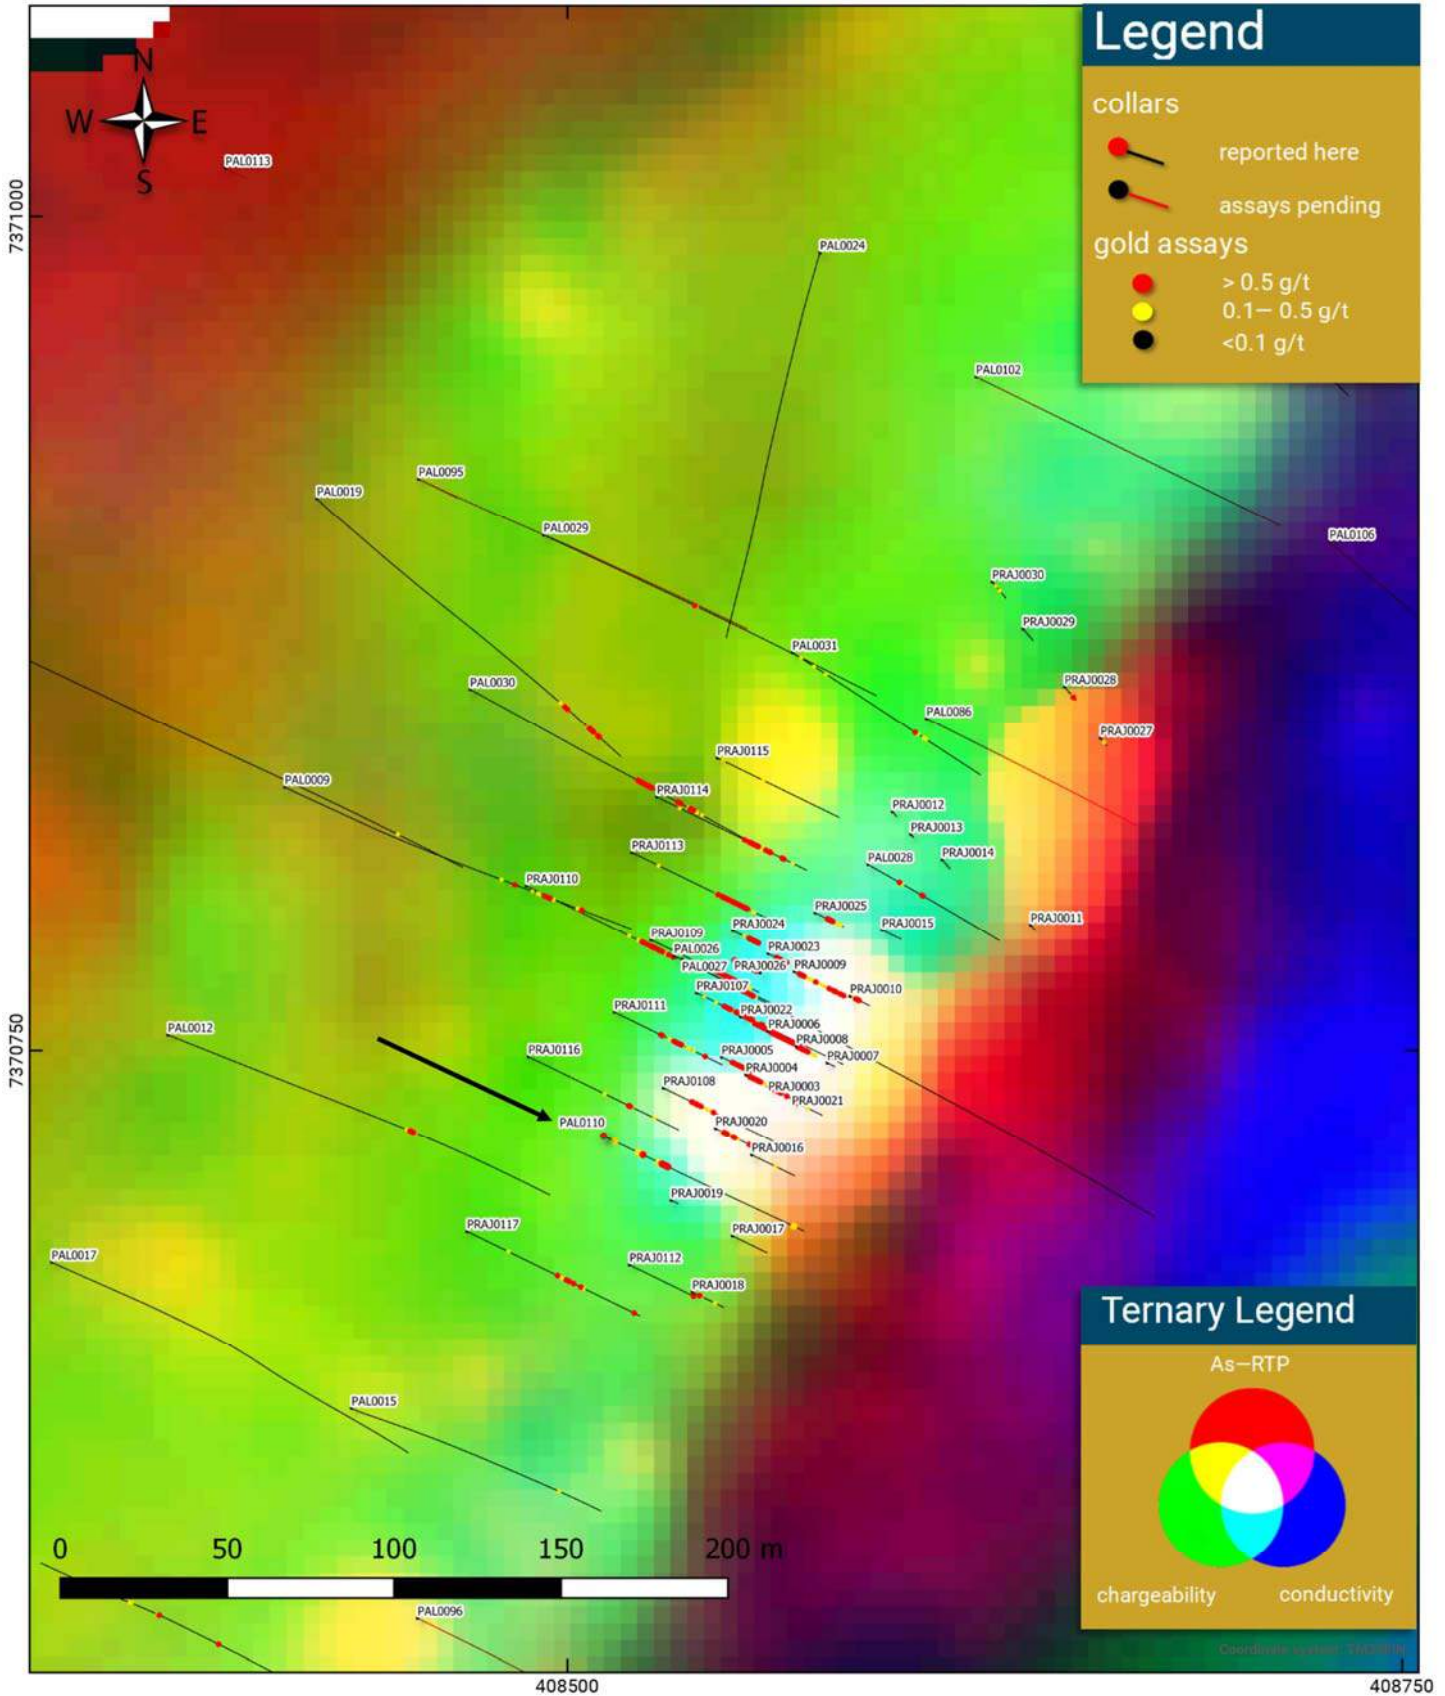 Legend
collars
reported here
assays pending
gold assays
> 0.5 g/t
0.1– 0.5 g/t
<0.1 g/t
N
W E
S
7371000
7370750
PAL0113
PAL0024
PAL0102
PAL0095
PAL0019
PAL0029
PAL0106
PRAJ0030
PRAJ0029
PAL0031
PRAJ0028
PAL0030
PAL0086
PRAJ0027
PRAJ0115
PAL0009
PRAJ0114
PRAJ0012
PRAJ0013
PRAJ0113
PRAJ0014
PAL0028
PRAJ0110
PRAJ0025
PRAJ0011
PRAJ0024
PRAJ0015
PRAJ0109
PRAJ0023
PAL0026
PAL0027
PRAJ0026
PRAJ0009
PRAJ0107
PRAJ0010
PRAJ0111
PRAJ0022
PRAJ0006
PAL0012
PRAJ0008
PRAJ0116
PRAJ0005
PRAJ0007
PRAJ0004
PRAJ0108
PRAJ0003
PRAJ0021
PAL0110
PRAJ0020
PRAJ0016
PRAJ0019
PRAJ0117
PRAJ0017
PAL0017
PRAJ0112
PRAJ0018
PAL0015
PAL0096
0 50 100 150 200 m
Ternary Legend
As–RTP
chargeability conductivity
Coordinate system:
408500
408750